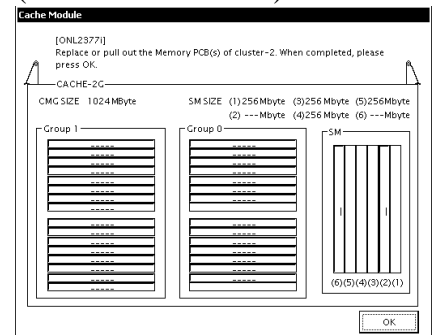 Cache Module
[ONL2377i]
Replace or pull out the Memory PCB(s) of cluster-2. When completed, please
press OK.
CACHE-2G
CMG SIZE 1024 MByte SM SIZE (1)256 Mbyte (3)256 Mbyte (5)256Mbyte
(2) ---Mbyte (4)256 Mbyte (6) ---Mbyte
Group 1 Group 0 SM
----- -----
----- -----
----- -----
----- -----
----- -----
----- -----
----- -----
----- -----
----- -----
----- -----
----- -----
(6)(5)(4)(3)(2)(1)
OK